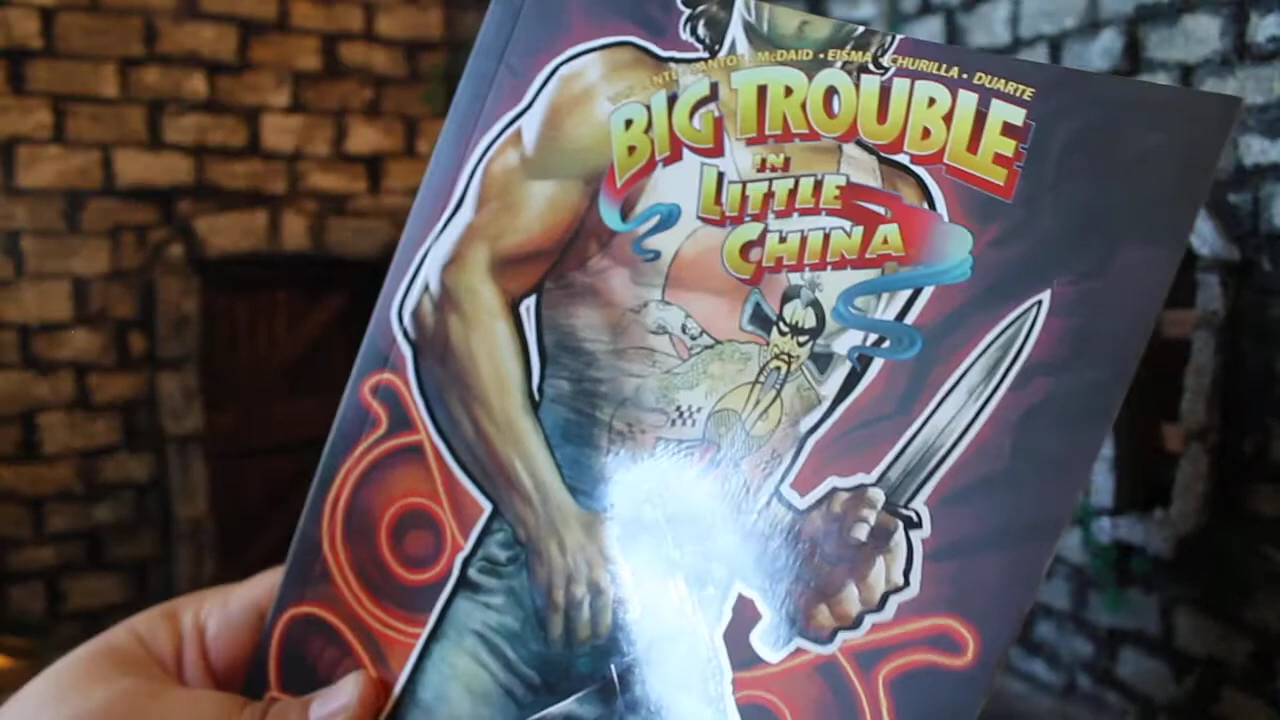 McDAID • EISMA CHURILLA • DUARTE
BIG TROUBLE
IN
LITTLE
CHINA